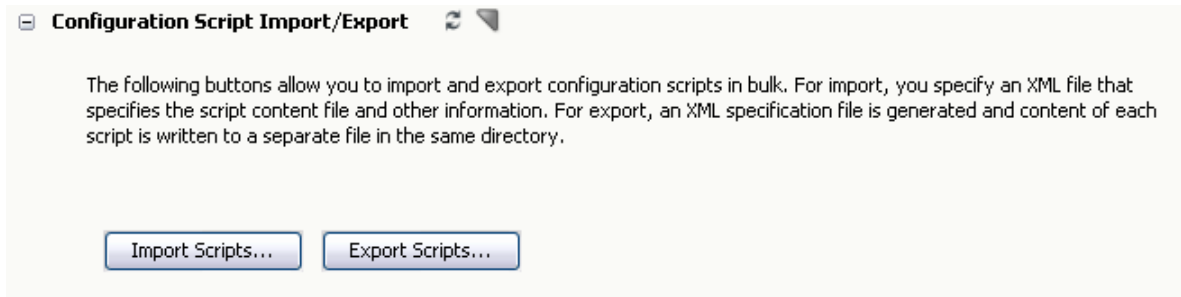 Configuration Script Import/Export
The following buttons allow you to import and export configuration scripts in bulk. For import, you specify an XML file that
specifies the script content file and other information. For export, an XML specification file is generated and content of each
script is written to a separate file in the same directory.
Import Scripts... Export Scripts...